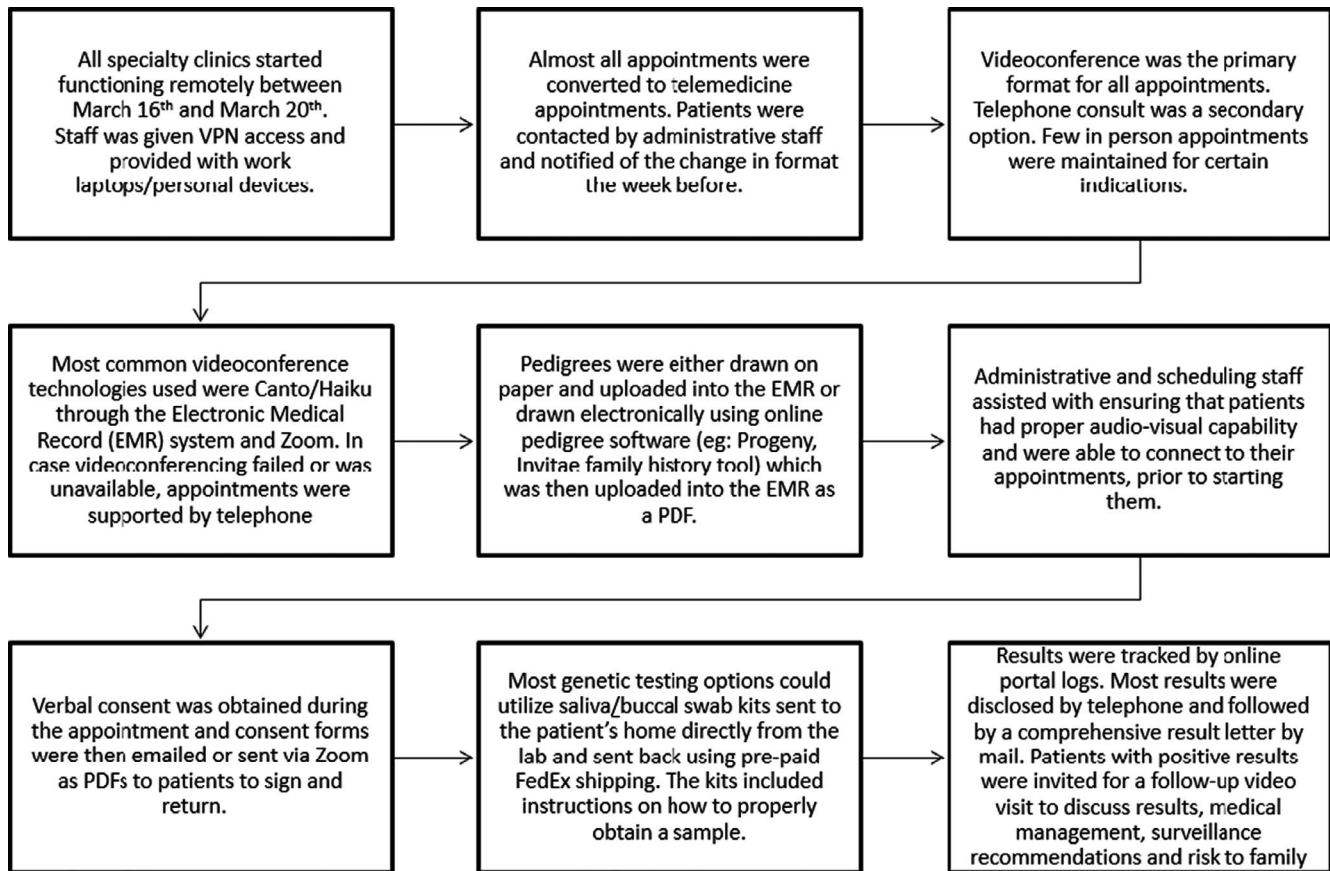 All specialty clinics started
functioning remotely between
March 16th and March 20th.
Staff was given VPN access and
provided with work
laptops/personal devices.
Almost all appointments were
converted to telemedicine
appointments. Patients were
contacted by administrative staff
and notified of the change in format
the week before.
Videoconference was the primary
format for all appointments.
Telephone consult was a secondary
option. Few in person appointments
were maintained for certain
indications.
Most common videoconference
technologies used were Canto/Haiku
through the Electronic Medical
Record (EMR) system and Zoom. In
case videoconferencing failed or was
unavailable, appointments were
supported by telephone
Pedigrees were either drawn on
paper and uploaded into the EMR or
drawn electronically using online
pedigree software (eg: Progeny,
Invitae family history tool) which
was then uploaded into the EMR as
a PDF.
Administrative and scheduling staff
assisted with ensuring that patients
had proper audio-visual capability
and were able to connect to their
appointments, prior to starting
them.
Verbal consent was obtained during
the appointment and consent forms
were then emailed or sent via Zoom
as PDFs to patients to sign and
return.
Most genetic testing options could
utilize saliva/buccal swab kits sent to
the patient's home directly from the
lab and sent back using pre-paid
FedEx shipping. The kits included
instructions on how to properly
obtain a sample.
Results were tracked by online
portal logs. Most results were
disclosed by telephone and followed
by a comprehensive result letter by
mail. Patients with positive results
were invited for a follow-up video
visit to discuss results, medical
management, surveillance
recommendations and risk to family